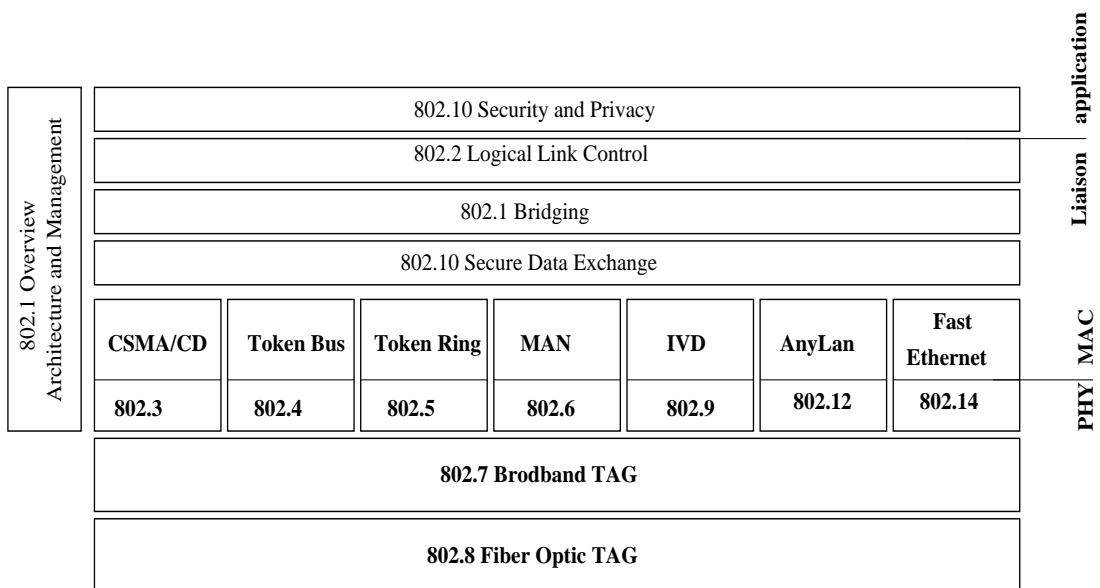 802.1 Overview
Architecture and Management
802.10 Security and Privacy
802.2 Logical Link Control
802.1 Bridging
802.10 Secure Data Exchange
CSMA/CD
802.3
Token Bus
802.4
Token Ring
802.5
MAN
802.6
IVD
802.9
AnyLan
802.12
Fast
Ethernet
802.14
802.7 Brodband TAG
802.8 Fiber Optic TAG
application
Liaison
MAC
PHY